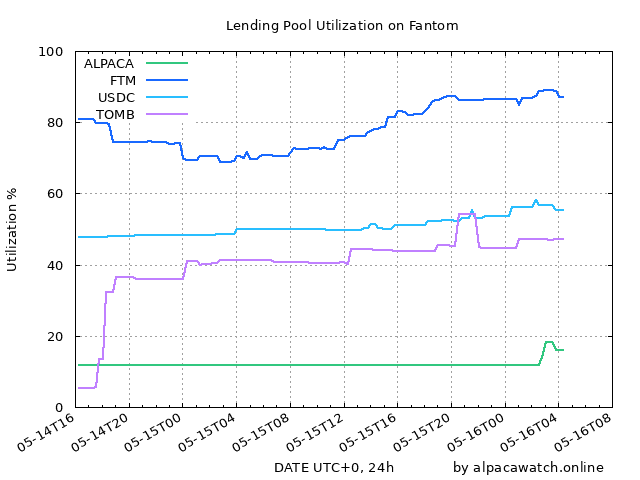 Lending Pool Utilization on Fantom
100
80
60
40
20
0
Utilization %
ALPACA
FTM
USDC
TOMB
05-14T16
05-14T20
05-15T00
05-15T04
05-15T08
05-15T12
05-15T16
05-15T20
05-16T00
05-16T04
05-16T08
DATE UTC+0, 24h
by alpacawatch.online